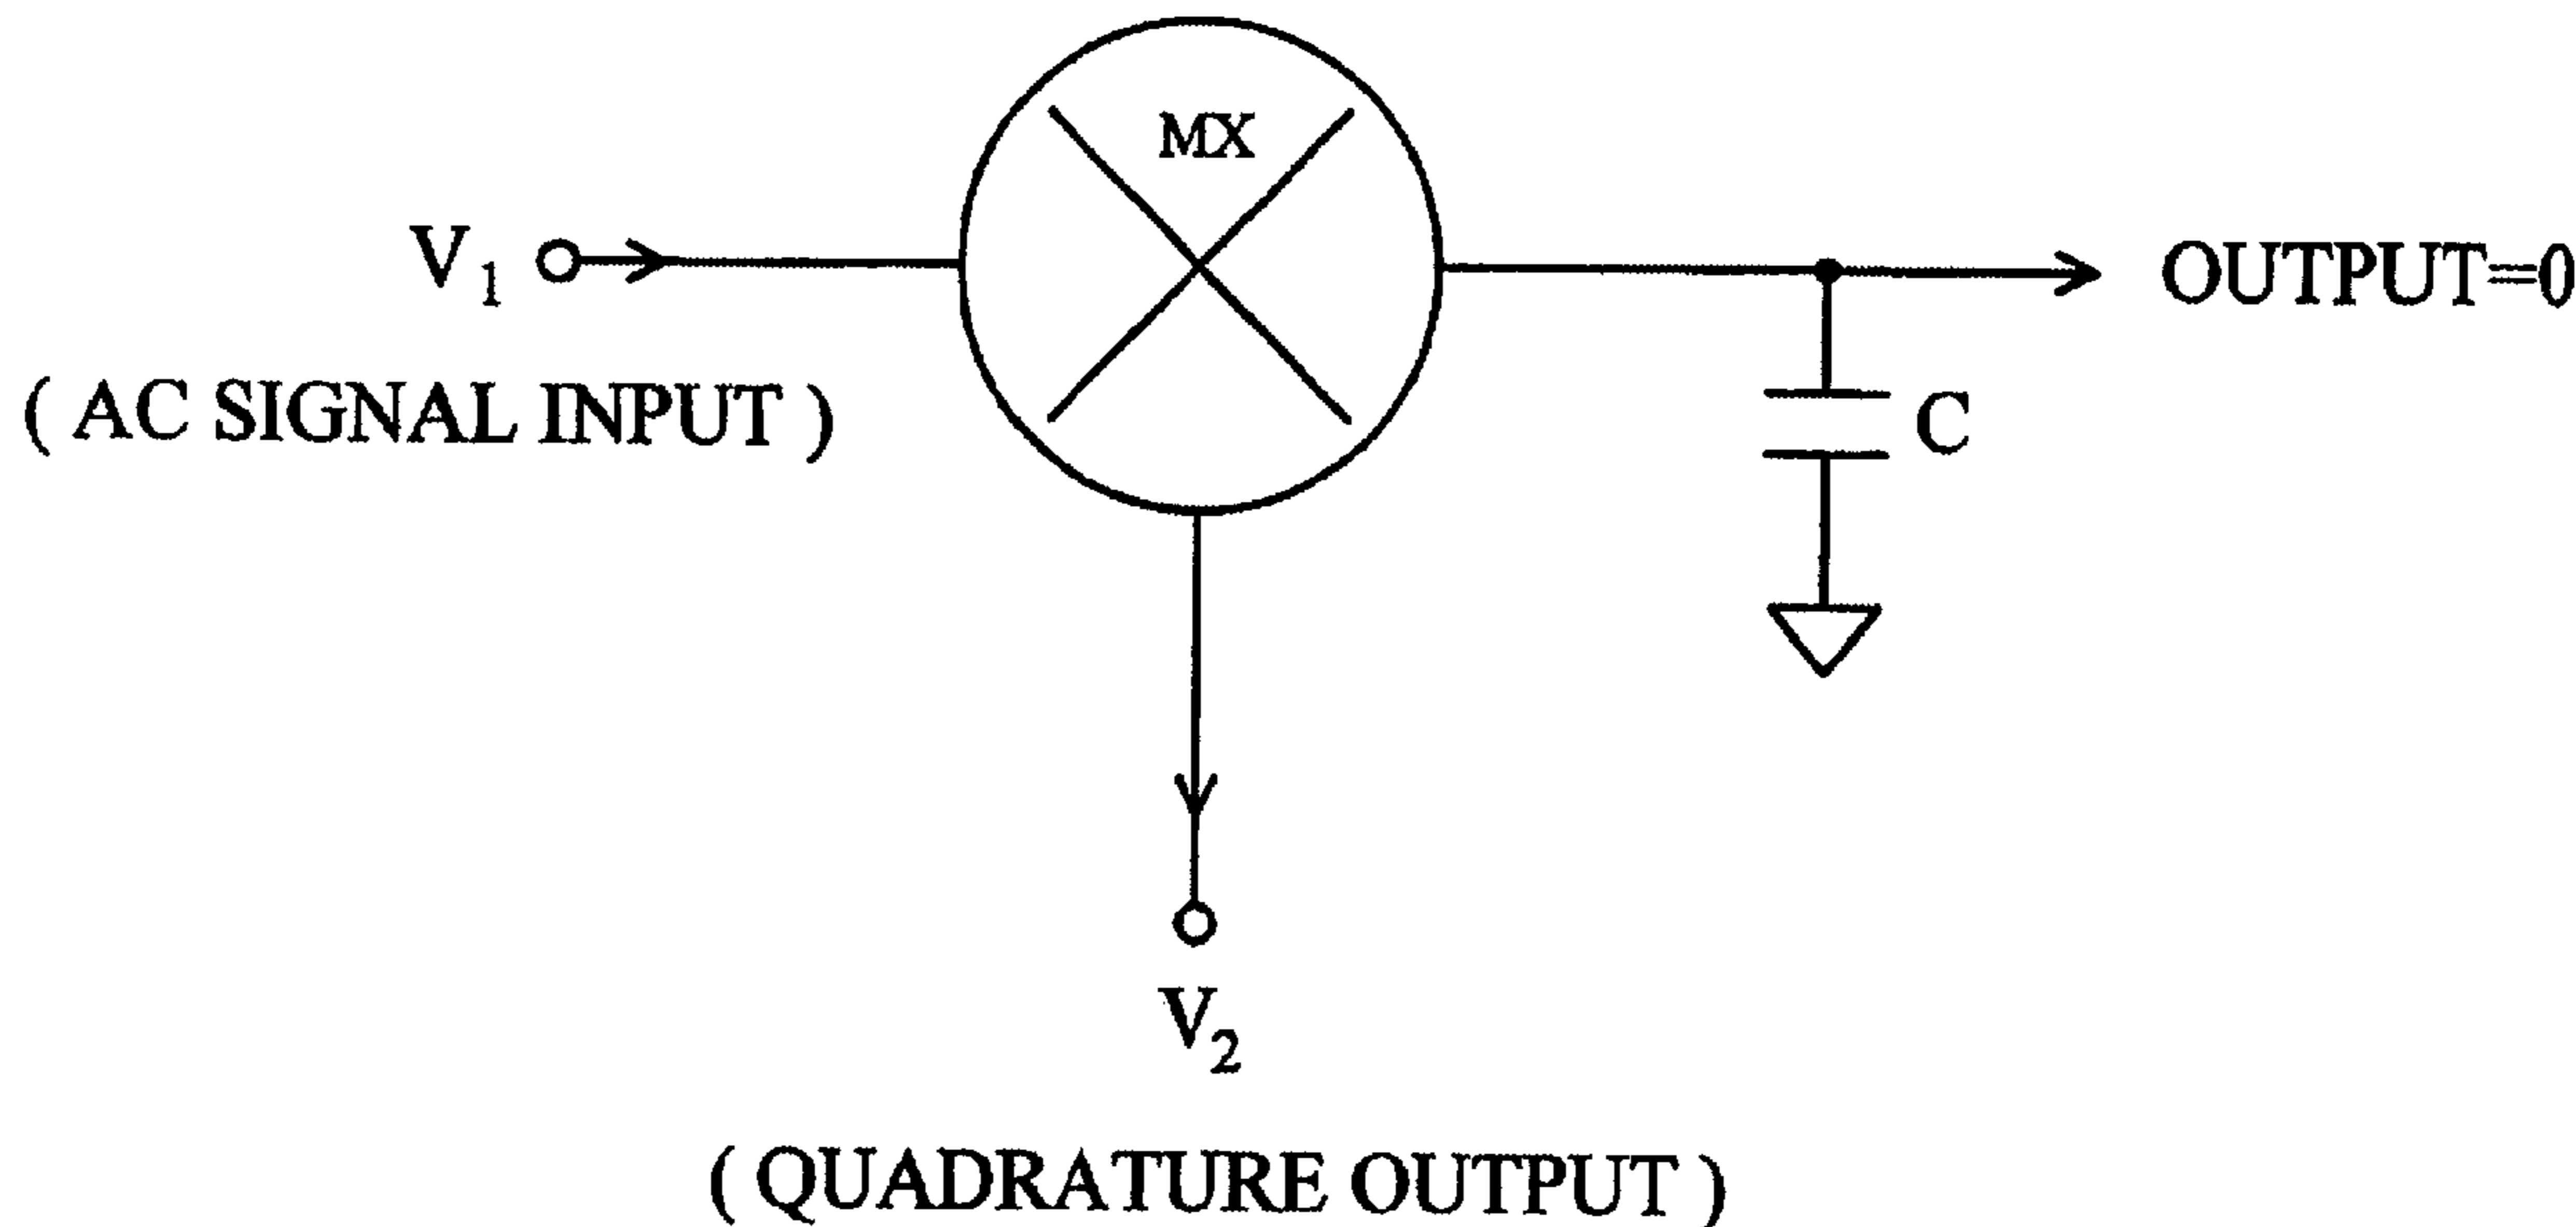 MX
V1
OUTPUT=0
( AC SIGNAL INPUT )
C
V2
( QUADRATURE OUTPUT )